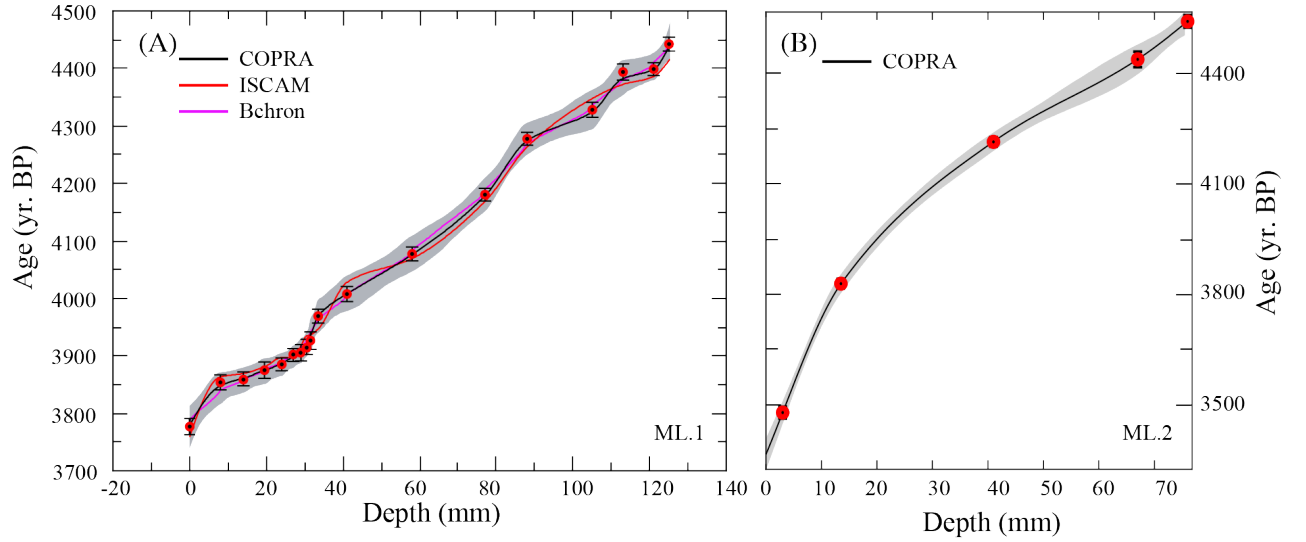 (A)
COPRA
ISCAM
Bchron
4500
4400
4300
4200
4100
4000
3900
3800
3700
Age (yr. BP)
ML.1
-20 0 20 40 60 80 100 120 140
Depth (mm)
(B)
COPRA
4400
4100
3800
3500
Age (yr. BP)
ML.2
0 10 20 30 40 50 60 70
Depth (mm)